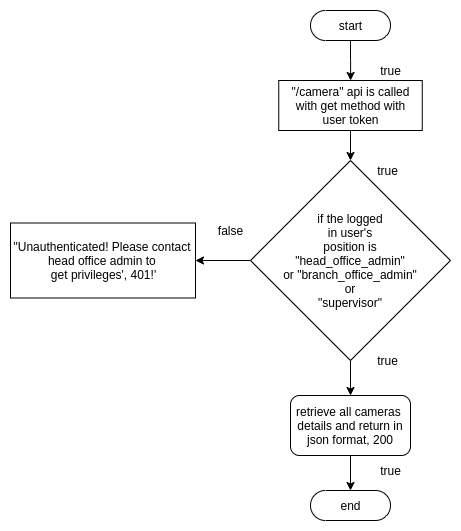 start
true
"/camera" api is called
with get method with
user token
true
if the logged
in user's
position is
"head_office_admin"
or "branch_office_admin"
or
"supervisor"
false
"Unauthenticated! Please contact
head office admin to
get privileges', 401!'
true
retrieve all cameras
details and return in
json format, 200
true
end